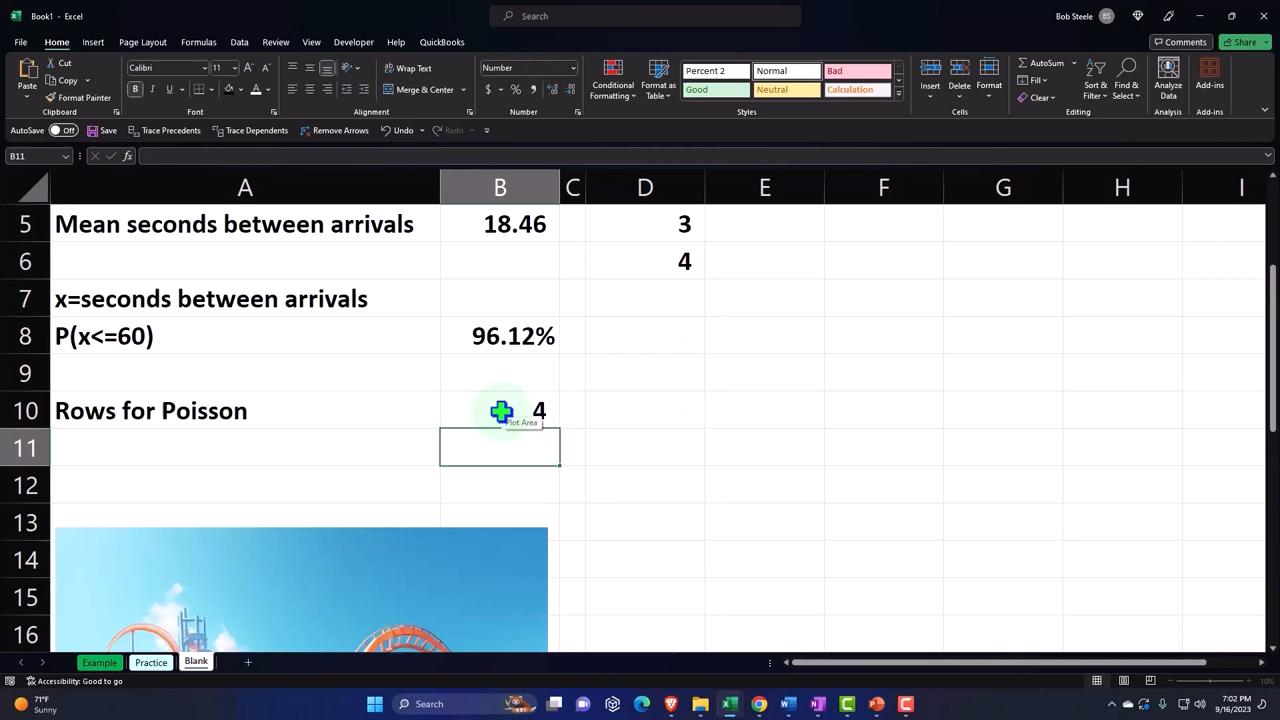 Book1 - Excel
Search
Bob Steele BS
File Home Insert Page Layout Formulas Data Review View Developer Help QuickBooks Comments Share
Paste Cut Copy Format Painter Clipboard
Calibri 11 B I U Font
Wrap Text Merge & Center Alignment
Number $ % Number
Conditional Formatting Format as Table
Percent 2 Normal Bad
Good Neutral Calculation
Styles
Insert Delete Format Cells
AutoSum Fill Clear Sort & Filter Find & Select Editing
Analyze Data Analysis
Add-ins Add-ins
AutoSave Off Save Trace Precedents Trace Dependents Remove Arrows Undo Redo
B11 fx
A B C D E F G H I
5 Mean seconds between arrivals 18.46 3
6 4
7 x=seconds between arrivals
8 P(x<=60) 96.12%
9
10 Rows for Poisson 4
Plot Area
11
12
13
14
15
16
Example Practice Blank
Accessibility: Good to go 10%
71°F
Sunny
Search
7:02 PM
9/16/2023